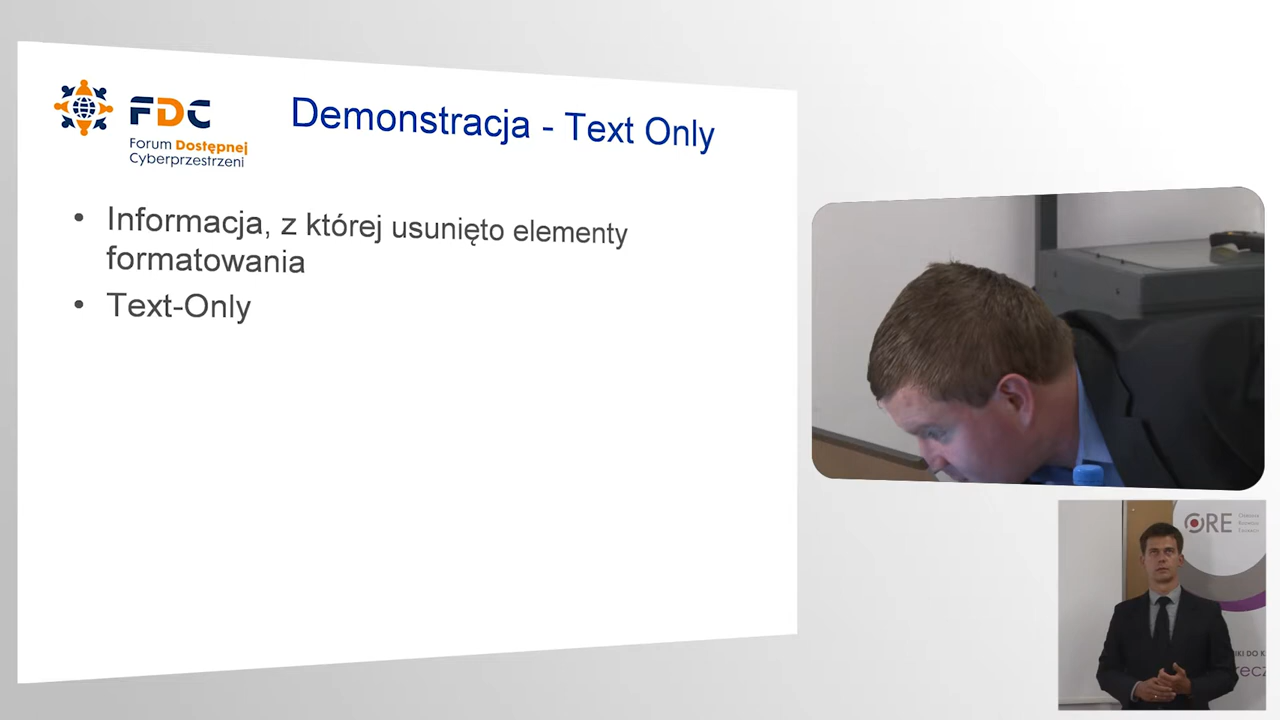 FDC
Forum Dostępnej
Cyberprzestrzeni
Demonstracja - Text Only
• Informacja, z której usunięto elementy
formatowania
• Text-Only
ORE